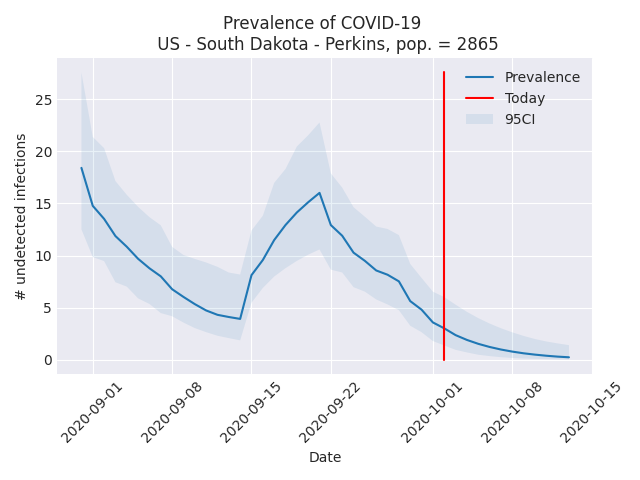 Prevalence of COVID-19
US - South Dakota - Perkins, pop. = 2865
Prevalence
Today
95CI
# undetected infections
25
20
15
10
5
0
2020-09-01
2020-09-08
2020-09-15
2020-09-22
2020-10-01
2020-10-08
2020-10-15
Date